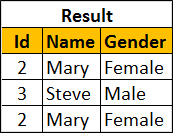 Result
Id Name Gender
2 Mary Female
3 Steve Male
2 Mary Female